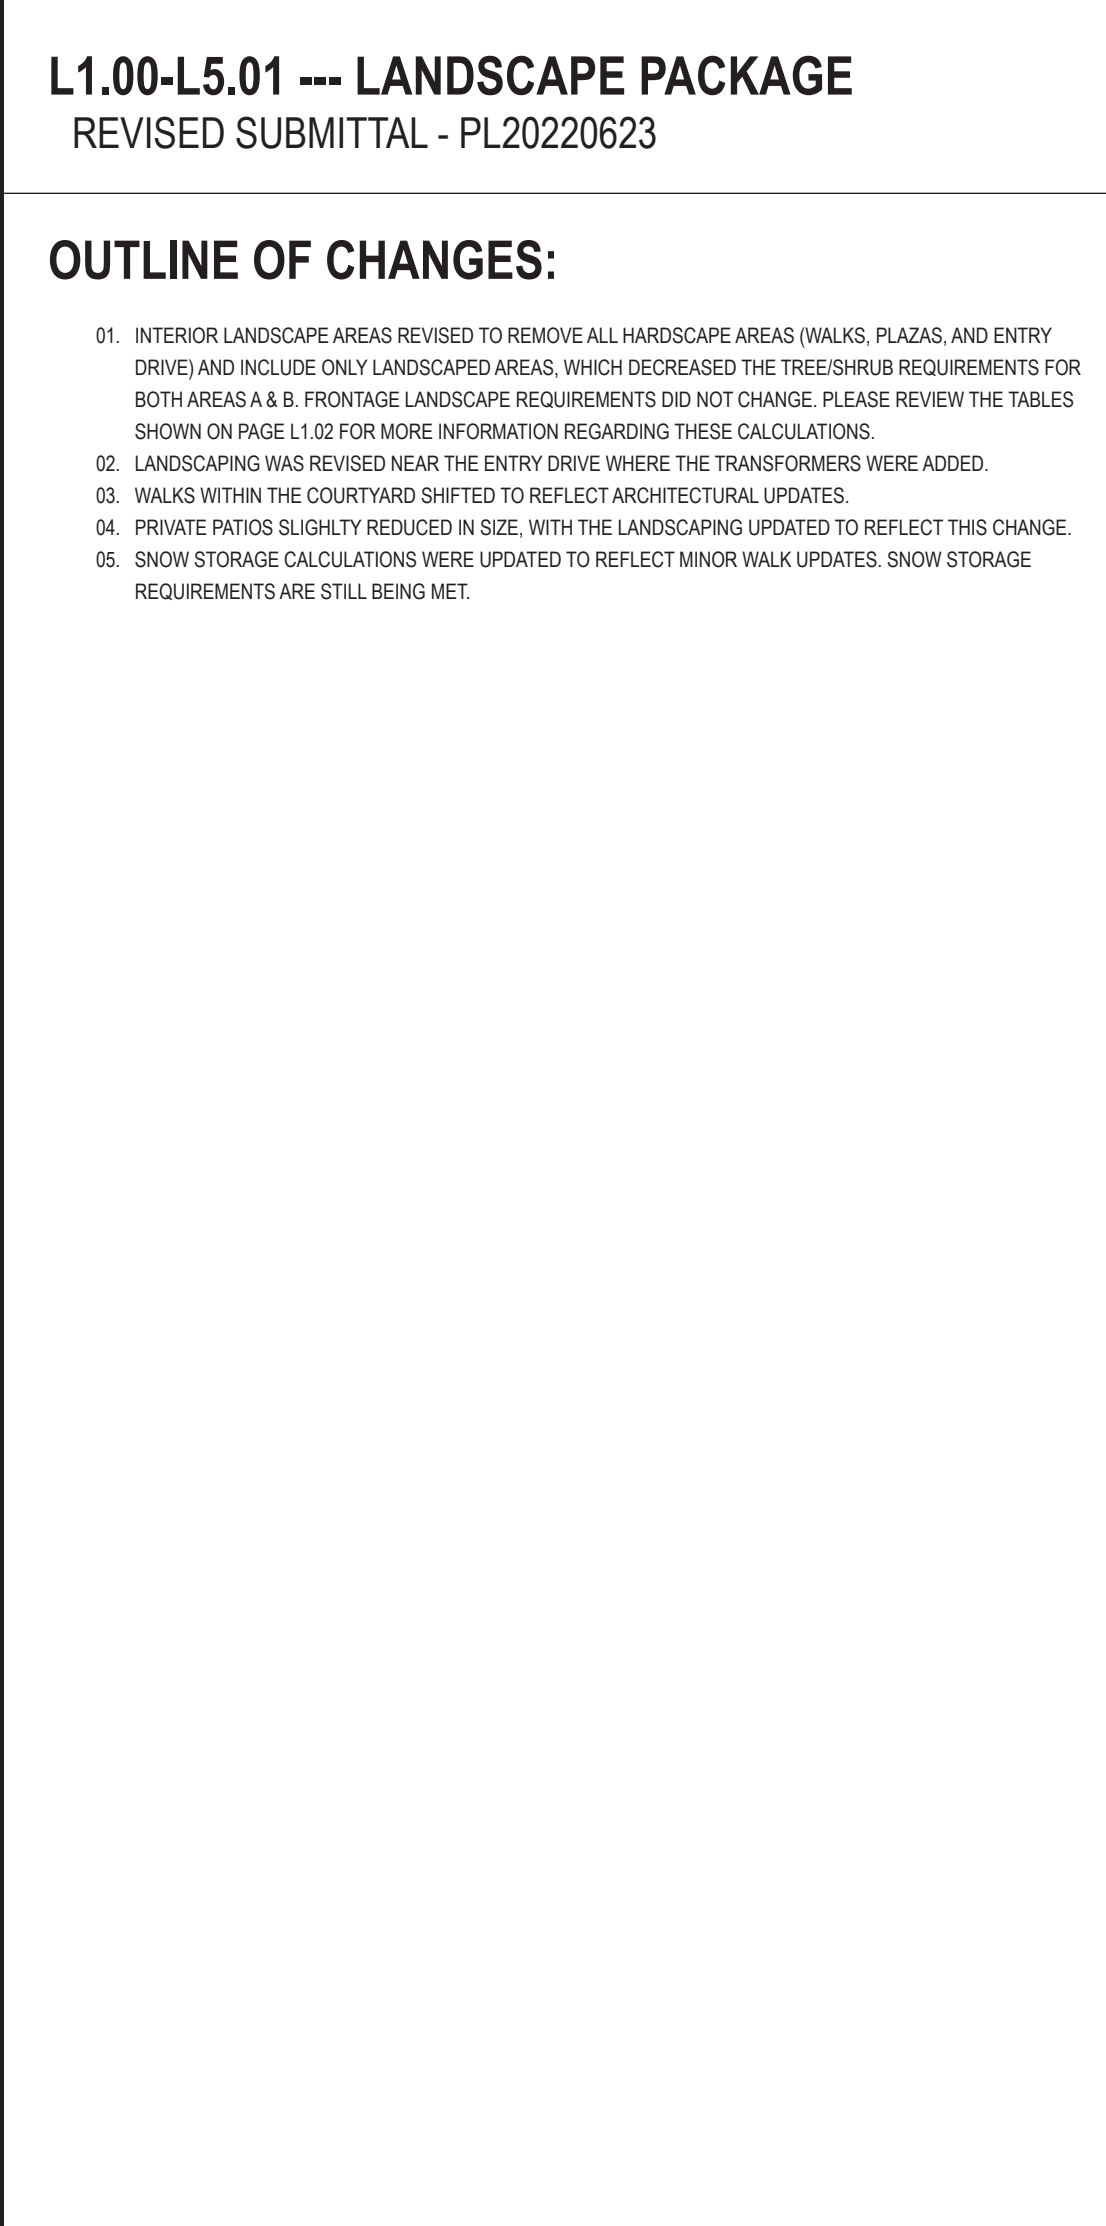 L1.00-L5.01 --- LANDSCAPE PACKAGE
REVISED SUBMITTAL - PL20220623
OUTLINE OF CHANGES:
01. INTERIOR LANDSCAPE AREAS REVISED TO REMOVE ALL HARDSCAPE AREAS (WALKS, PLAZAS, AND ENTRY
DRIVE) AND INCLUDE ONLY LANDSCAPED AREAS, WHICH DECREASED THE TREE/SHRUB REQUIREMENTS FOR
BOTH AREAS A & B. FRONTAGE LANDSCAPE REQUIREMENTS DID NOT CHANGE. PLEASE REVIEW THE TABLES
SHOWN ON PAGE L1.02 FOR MORE INFORMATION REGARDING THESE CALCULATIONS.
02. LANDSCAPING WAS REVISED NEAR THE ENTRY DRIVE WHERE THE TRANSFORMERS WERE ADDED.
03. WALKS WITHIN THE COURTYARD SHIFTED TO REFLECT ARCHITECTURAL UPDATES.
04. PRIVATE PATIOS SLIGHLTY REDUCED IN SIZE, WITH THE LANDSCAPING UPDATED TO REFLECT THIS CHANGE.
05. SNOW STORAGE CALCULATIONS WERE UPDATED TO REFLECT MINOR WALK UPDATES. SNOW STORAGE
REQUIREMENTS ARE STILL BEING MET.